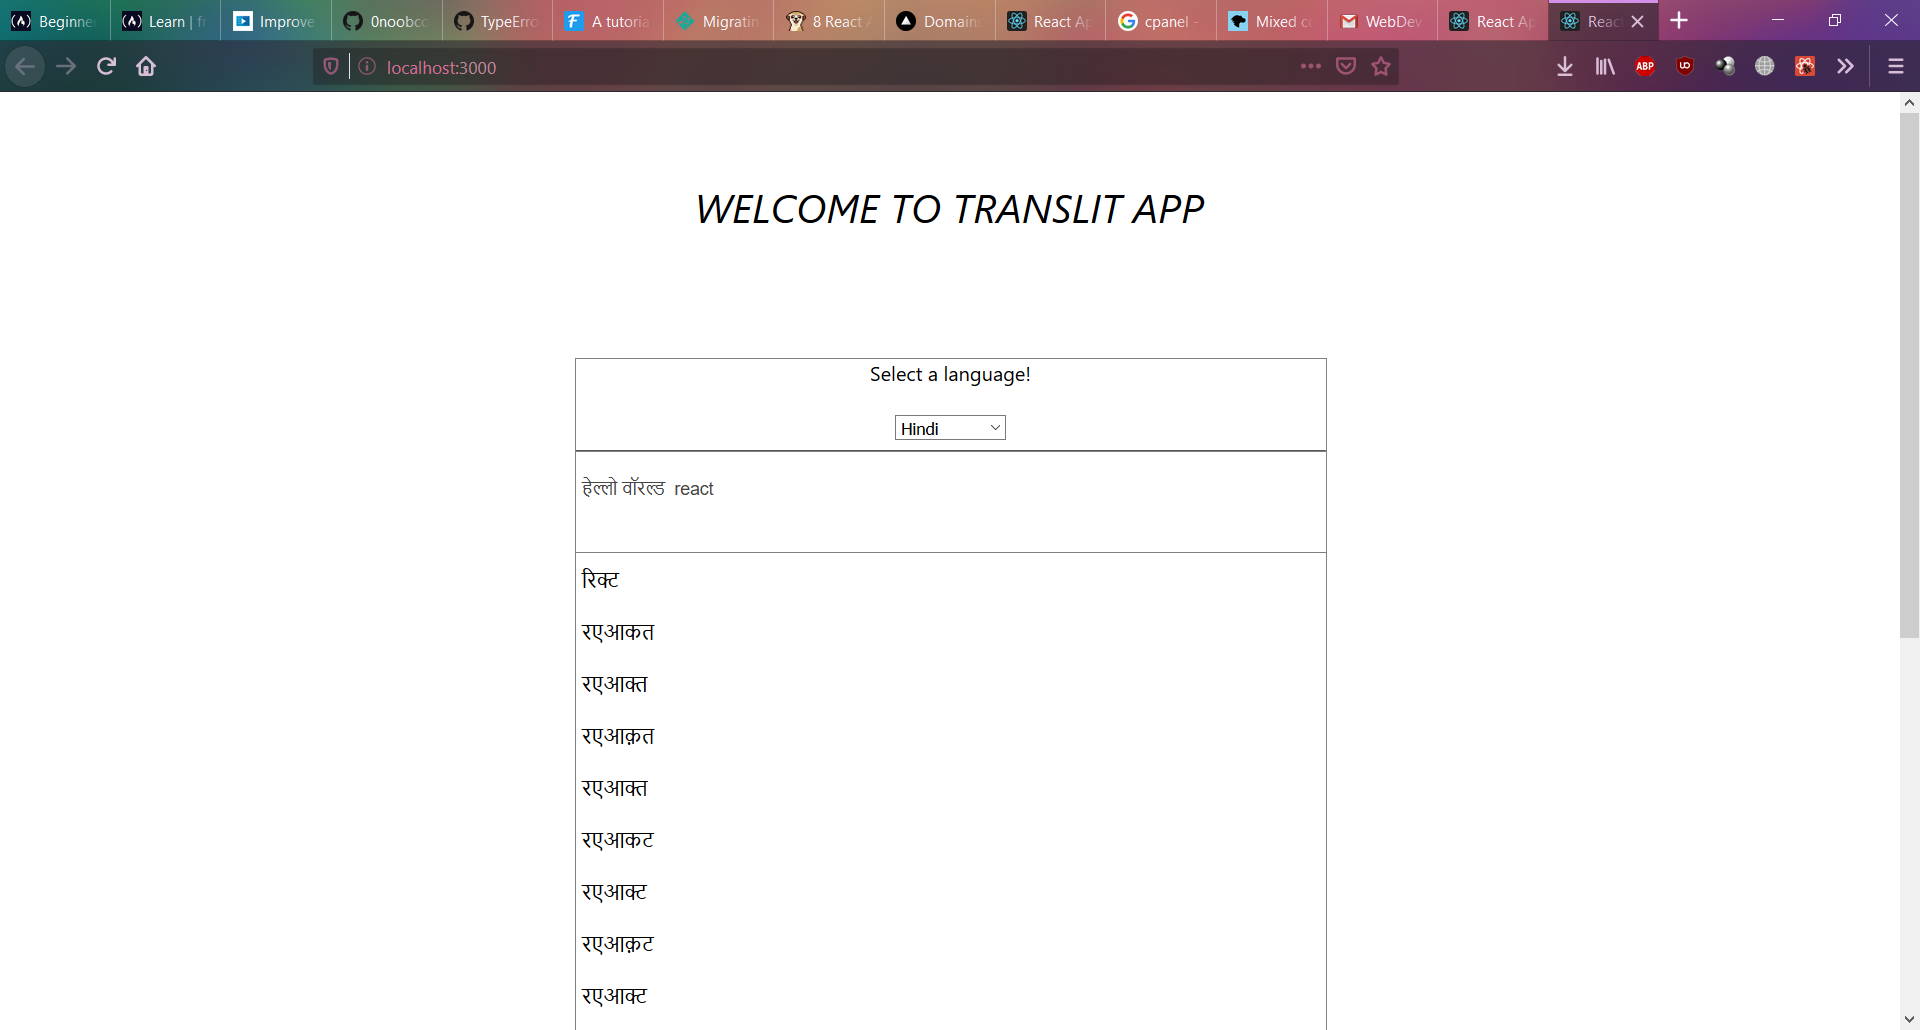 Beginne Learn | fr Improve 0noobcc TypeErro A tutoria Migratin 8 React A Domain React Ap cpanel - Mixed co WebDev React Ap Reac
localhost:3000
ABP
WELCOME TO TRANSLIT APP
Select a language!
Hindi
हेल्लो वॉरल्ड react
रिक्ट
रएआकत
रएआक्त
रएआक़त
रएआक्त
रएआकट
रएआक्ट
रएआक़ट
रएआक्ट